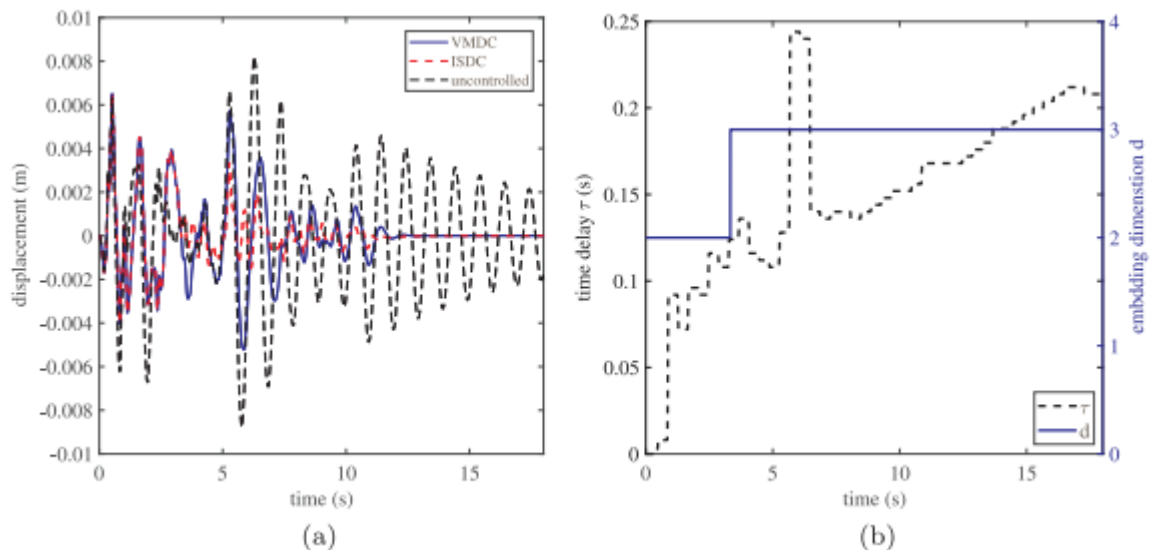 0.01
0.008
0.006
0.004
0.002
0
-0.002
-0.004
-0.006
-0.008
-0.01
displacement (m)
0 5 10 15
time (s)
VMDC
ISDC
uncontrolled
(a)
0.25
0.2
0.15
0.1
0.05
0
time delay τ (s)
0 5 10 15
time (s)
4
3
2
1
0
embdding dimenstion d
τ
d
(b)